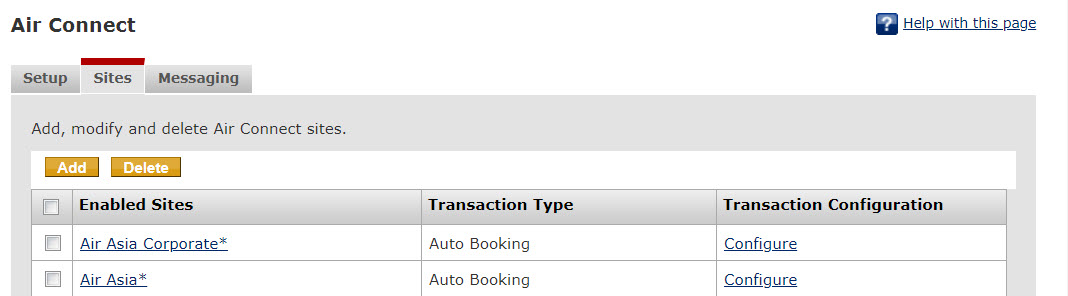 Air Connect
? Help with this page
Setup Sites Messaging
Add, modify and delete Air Connect sites.
Add Delete
Enabled Sites Transaction Type Transaction Configuration
Air Asia Corporate* Auto Booking Configure
Air Asia* Auto Booking Configure